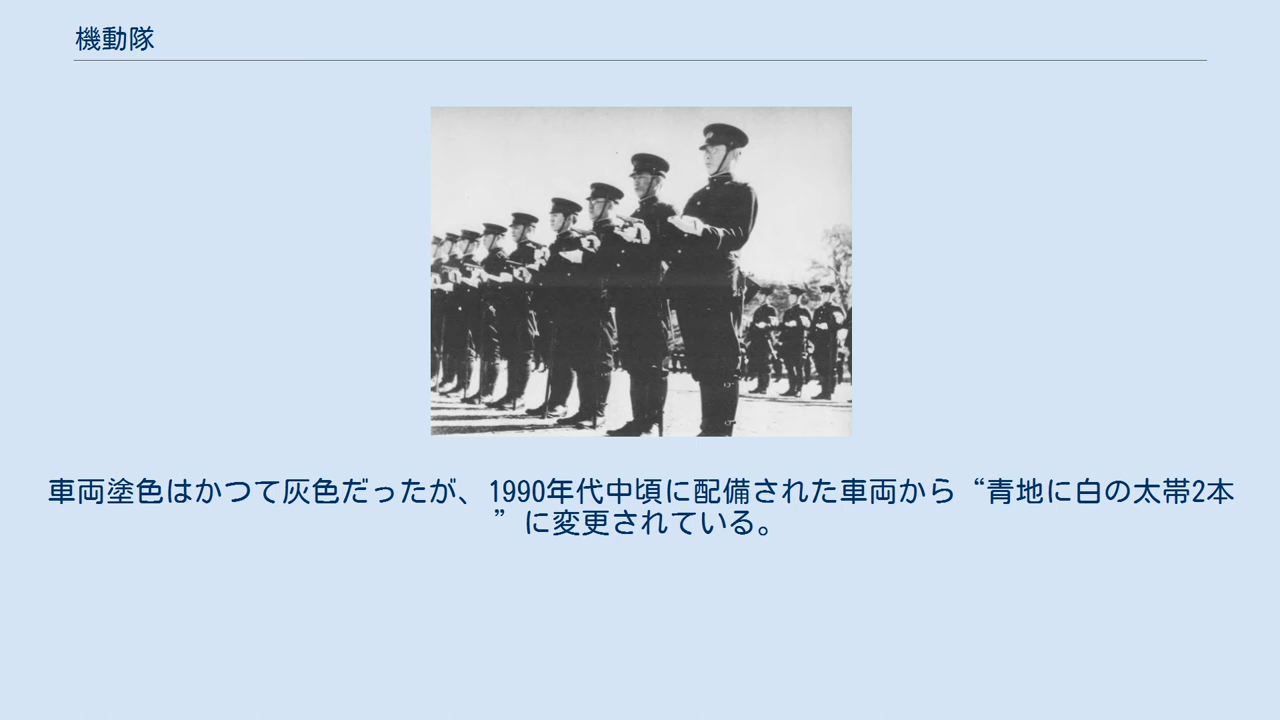 機動隊
車両塗色はかつて灰色だったが、1990年代中頃に配備された車両から“青地に白の太帯2本
”に変更されている。